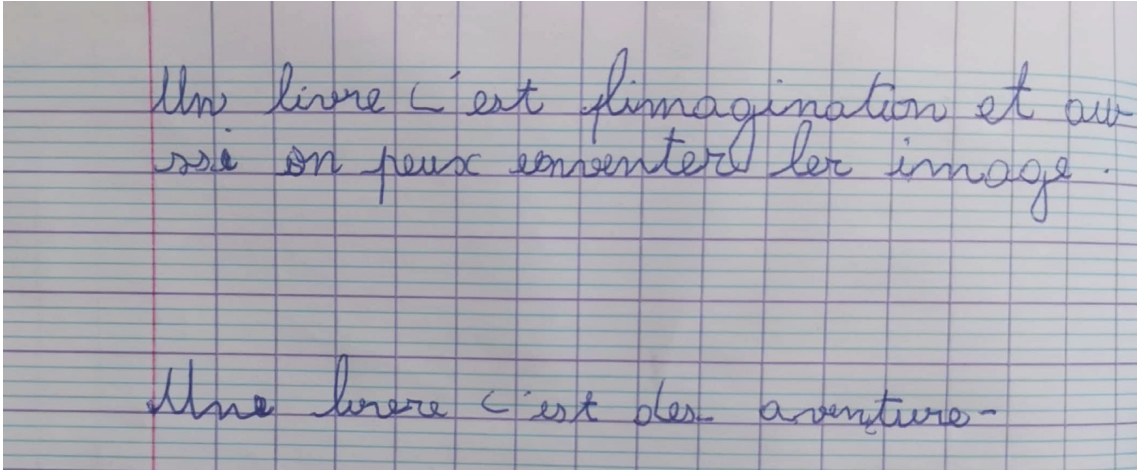 Un livre c'est l'imagination et au
ssi on peux enventer les image.
Une livre c'est des aventure.